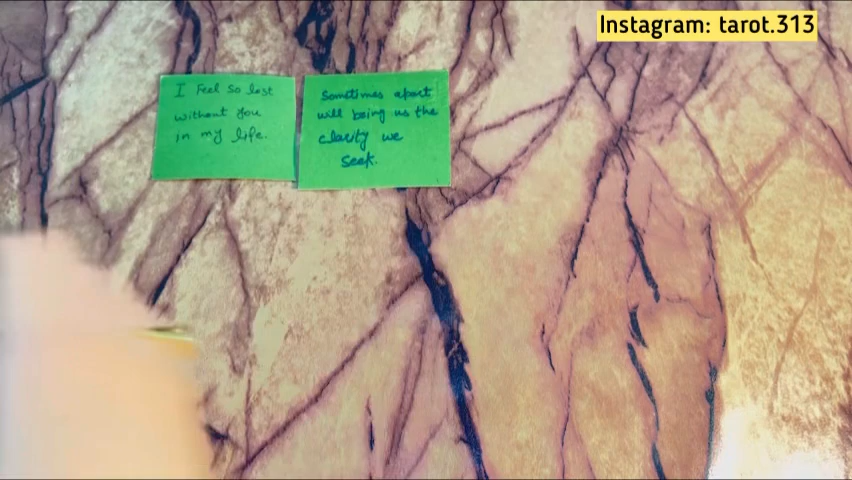 Instagram: tarot.313
I Feel so lost
without you
in my life.
Sometimes apart
will being us the
clarity we
Seek.